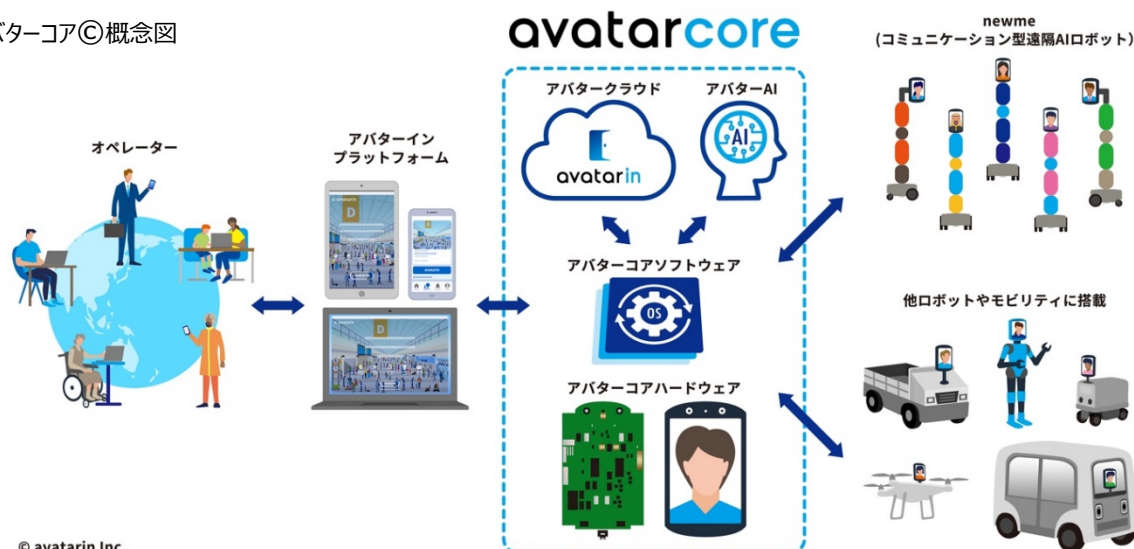 バターコア©概念図
avatarcore
newme
(コミュニケーション型遠隔AIロボット)
オペレーター
アバターイン
プラットフォーム
アバタークラウド
アバターAI
avatarin
AI
D
avatarin
アバターコアソフトウェア
OS
D
他ロボットやモビリティに搭載
アバターコアハードウェア
© avatarin Inc.